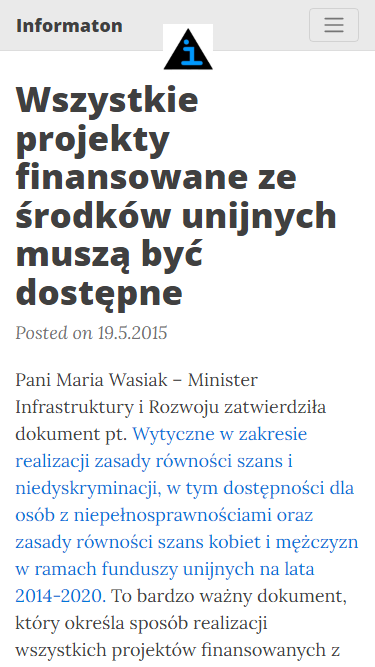 Informaton
i
Wszystkie
projekty
finansowane ze
środków unijnych
muszą być
dostępne
Posted on 19.5.2015
Pani Maria Wasiak – Minister
Infrastruktury i Rozwoju zatwierdziła
dokument pt. Wytyczne w zakresie
realizacji zasady równości szans i
niedyskryminacji, w tym dostępności dla
osób z niepełnosprawnościami oraz
zasady równości szans kobiet i mężczyzn
w ramach funduszy unijnych na lata
2014-2020. To bardzo ważny dokument,
który określa sposób realizacji
wszystkich projektów finansowanych z